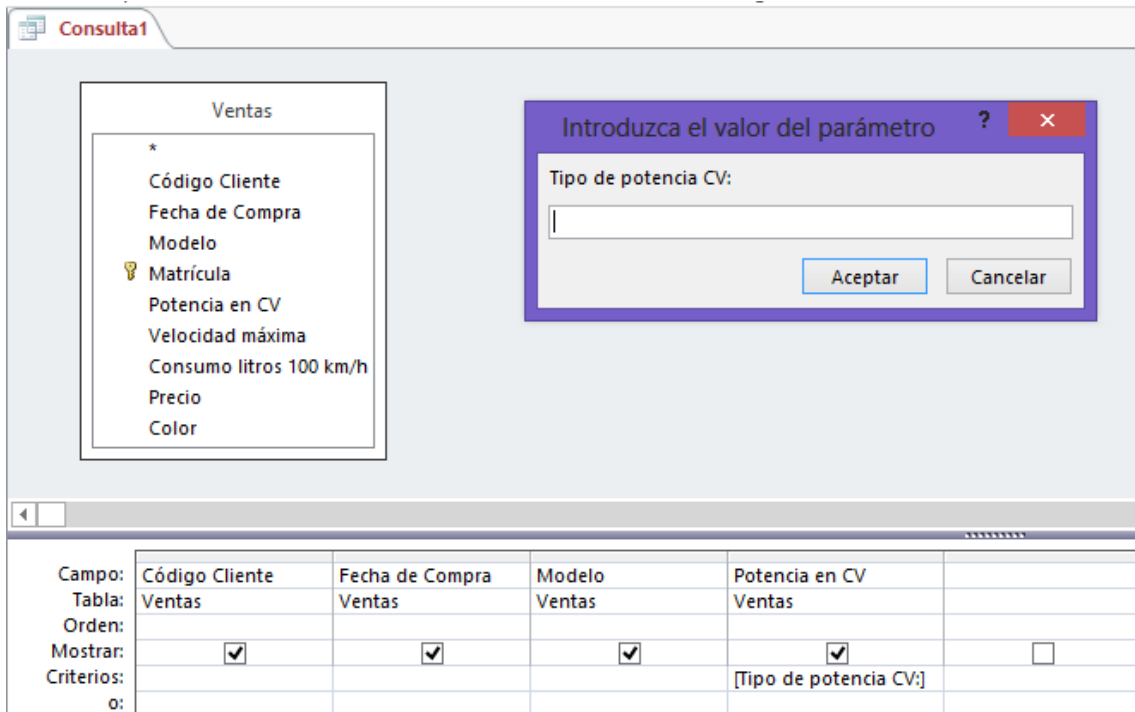 Consulta1
Ventas
*
Código Cliente
Fecha de Compra
Modelo
Matrícula
Potencia en CV
Velocidad máxima
Consumo litros 100 km/h
Precio
Color
Introduzca el valor del parámetro ? ×
Tipo de potencia CV:
Aceptar Cancelar
Campo: Código Cliente Fecha de Compra Modelo Potencia en CV
Tabla: Ventas Ventas Ventas Ventas
Orden:
Mostrar:
Criterios: [Tipo de potencia CV:]
o: